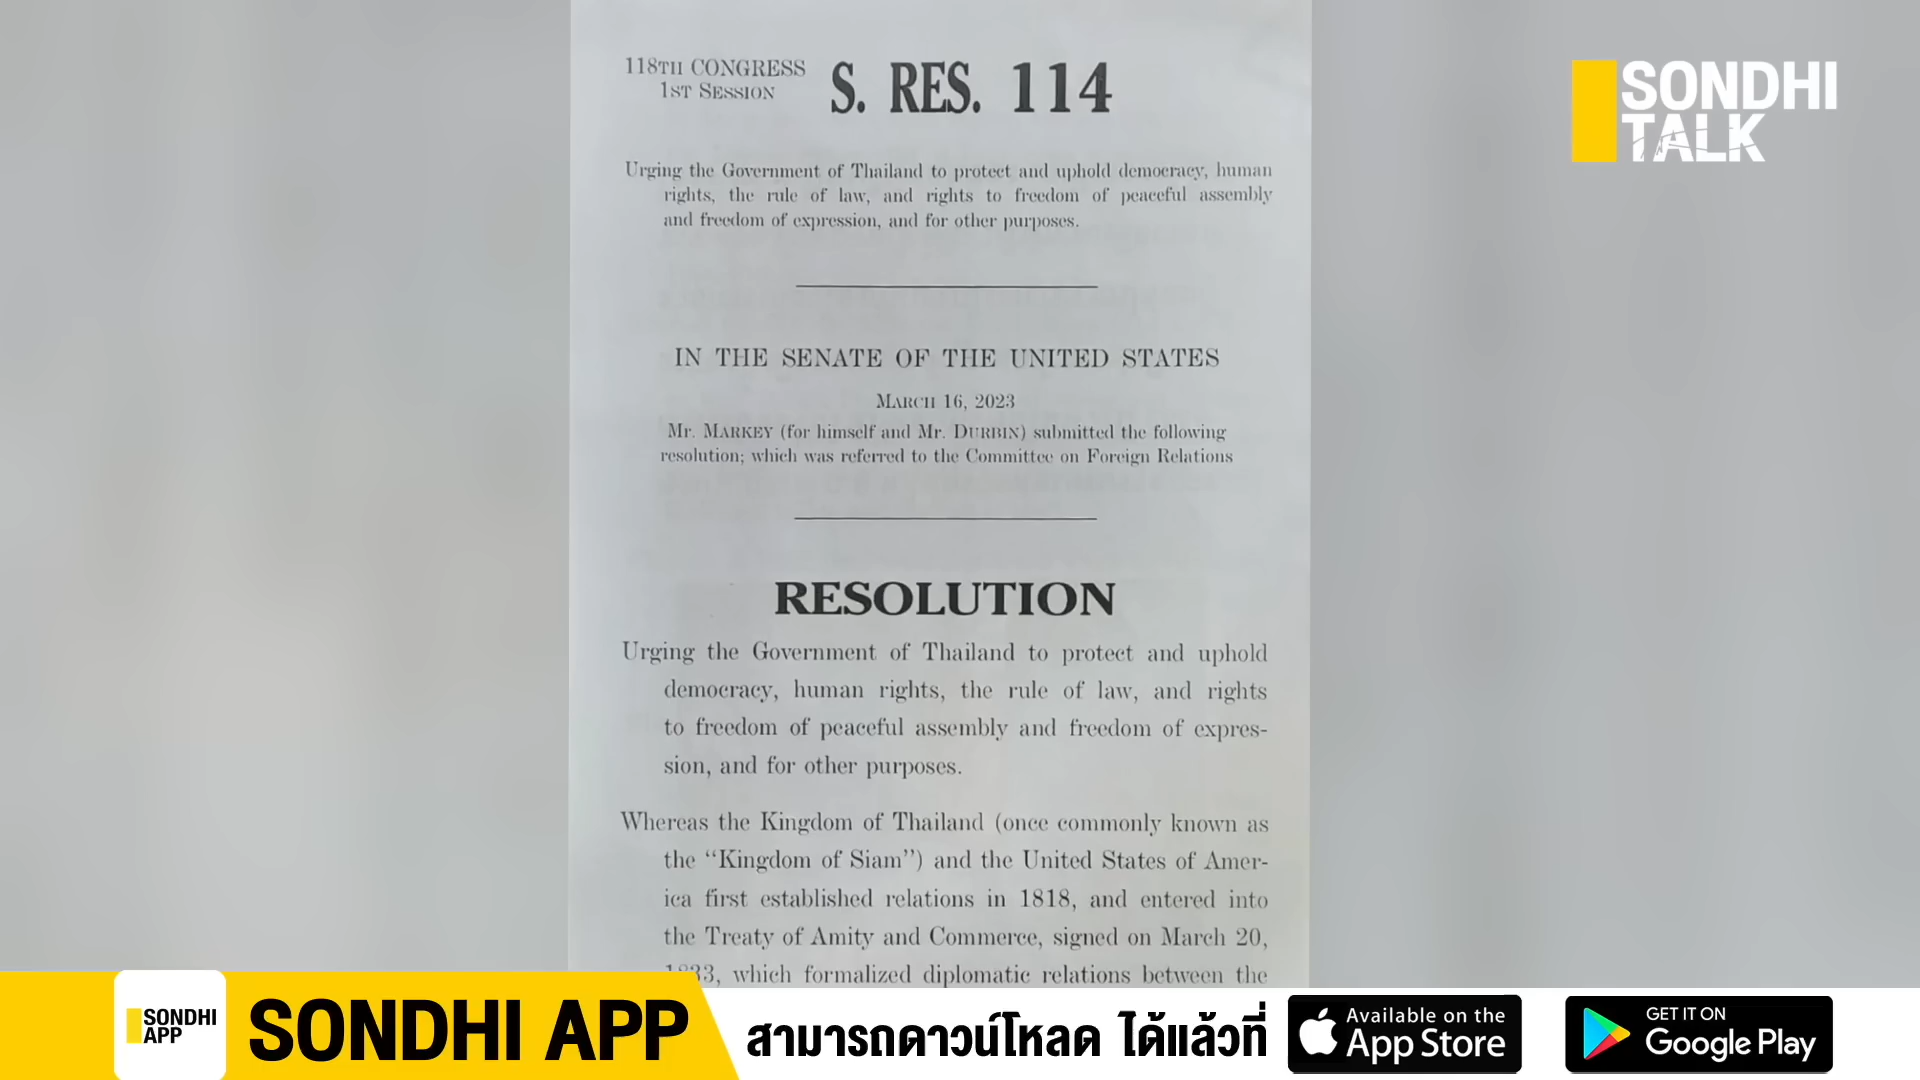 118TH CONGRESS
1ST SESSION
S. RES. 114
SONDHI
TALK
Urging the Government of Thailand to protect and uphold democracy, human
rights, the rule of law, and rights to freedom of peaceful assembly
and freedom of expression, and for other purposes.
IN THE SENATE OF THE UNITED STATES
MARCH 16, 2023
Mr. MARKEY (for himself and Mr. DURBIN) submitted the following
resolution; which was referred to the Committee on Foreign Relations
RESOLUTION
Urging the Government of Thailand to protect and uphold
democracy, human rights, the rule of law, and rights
to freedom of peaceful assembly and freedom of expres-
sion, and for other purposes.
Whereas the Kingdom of Thailand (once commonly known as
the “Kingdom of Siam”) and the United States of Amer-
ica first established relations in 1818, and entered into
the Treaty of Amity and Commerce, signed on March 20,
1833, which formalized diplomatic relations between the
SONDHI
APP
SONDHI APP
สามารถดาวน์โหลด ได้แล้วที่
Available on the
App Store
GET IT ON
Google Play